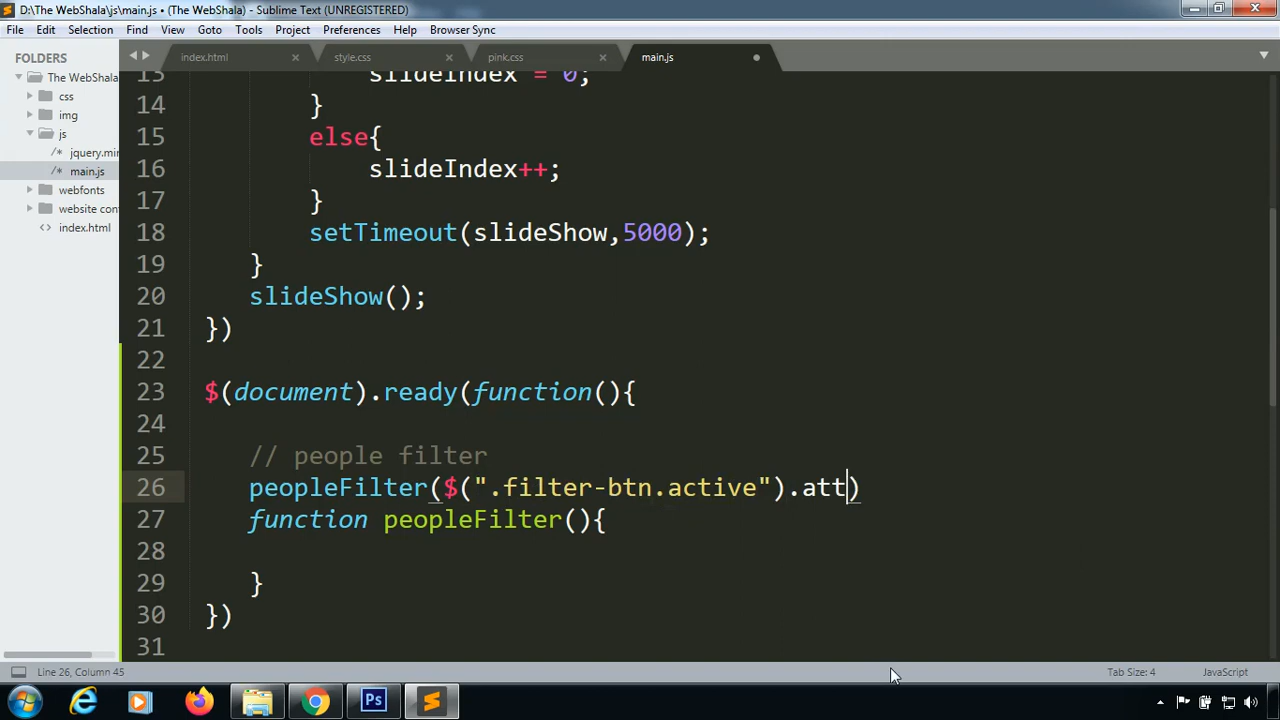 D:\The WebShala\js\main.js • (The WebShala) - Sublime Text (UNREGISTERED)
File Edit Selection Find View Goto Tools Project Preferences Help Browser Sync
FOLDERS
The WebShala
css
img
js
/* jquery.min
/* main.js
webfonts
website con
<> index.html
index.html × style.css × pink.css × main.js •
13 slideIndex = 0;
14 }
15 else{
16 slideIndex++;
17 }
18 setTimeout(slideShow,5000);
19 }
20 slideShow();
21 })
22
23 $(document).ready(function(){
24
25 // people filter
26 peopleFilter($(".filter-btn.active").att)
27 function peopleFilter(){
28
29 }
30 })
31
Line 26, Column 45 Tab Size: 4 JavaScript
Ps